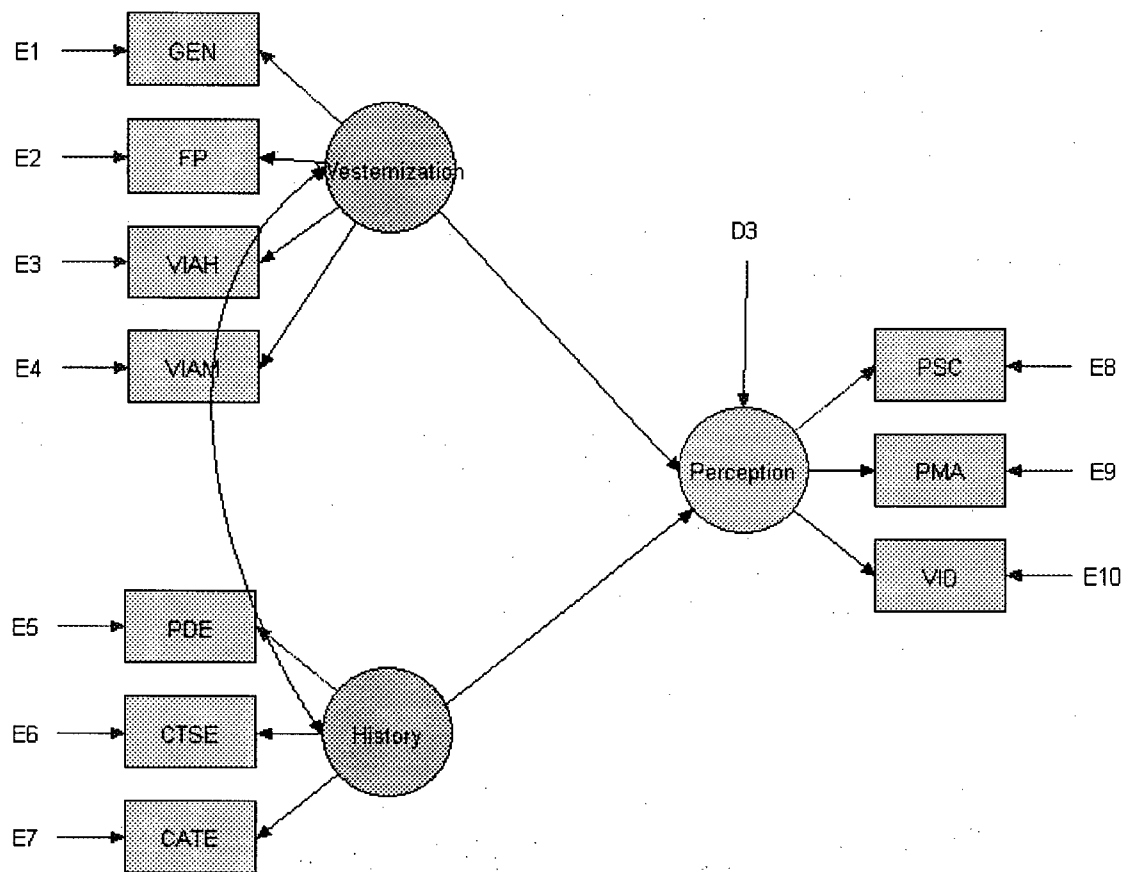 E1
GEN
E2
FP
E3
VIAH
E4
VIAM
Westernization
D3
PSC
E8
Perception
PMA
E9
VID
E10
E5
PDE
E6
CTSE
History
E7
CATE